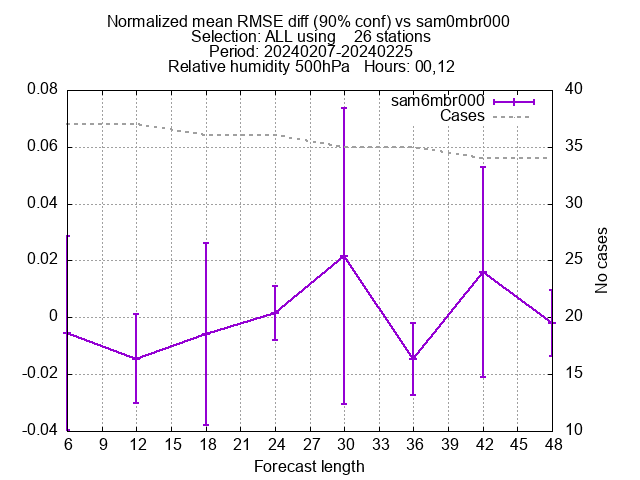 Normalized mean RMSE diff (90% conf) vs sam0mbr000
Selection: ALL using    26 stations
Period: 20240207-20240225
Relative humidity 500hPa   Hours: 00,12
sam6mbr000
Cases
0.08
0.06
0.04
0.02
0
-0.02
-0.04
40
35
30
25
20
15
10
No cases
6 9 12 15 18 21 24 27 30 33 36 39 42 45 48
Forecast length